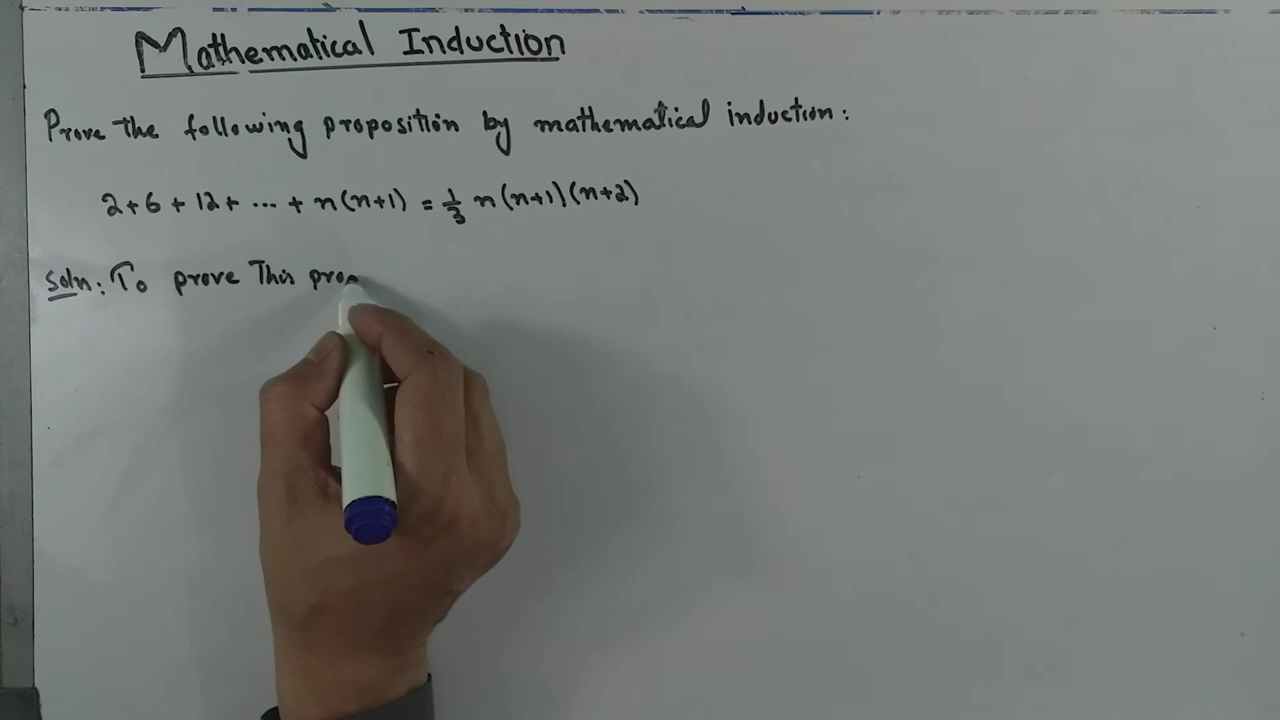 Mathematical Induction
Prove the following proposition by mathematical induction:
2+6+12+ ... + n(n+1) = 1/3 n(n+1)(n+2)
Soln: To prove This prop